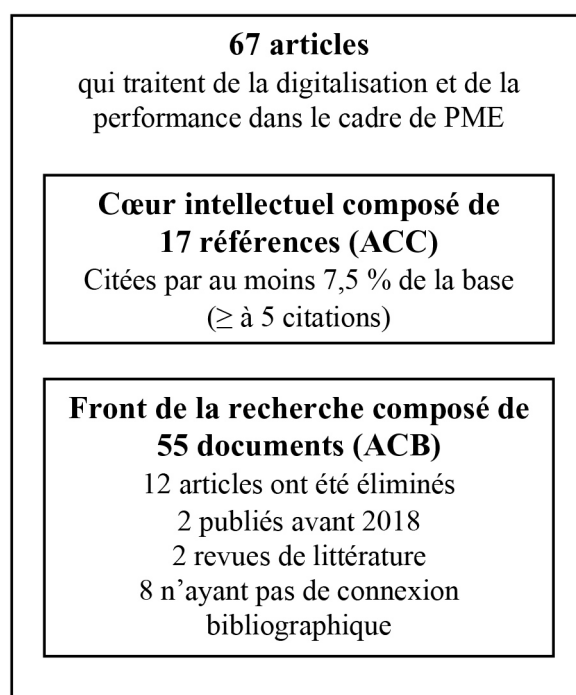 67 articles
qui traitent de la digitalisation et de la
performance dans le cadre de PME
Cœur intellectuel composé de
17 références (ACC)
Citées par au moins 7,5 % de la base
(≥ à 5 citations)
Front de la recherche composé de
55 documents (ACB)
12 articles ont été éliminés
2 publiés avant 2018
2 revues de littérature
8 n’ayant pas de connexion
bibliographique